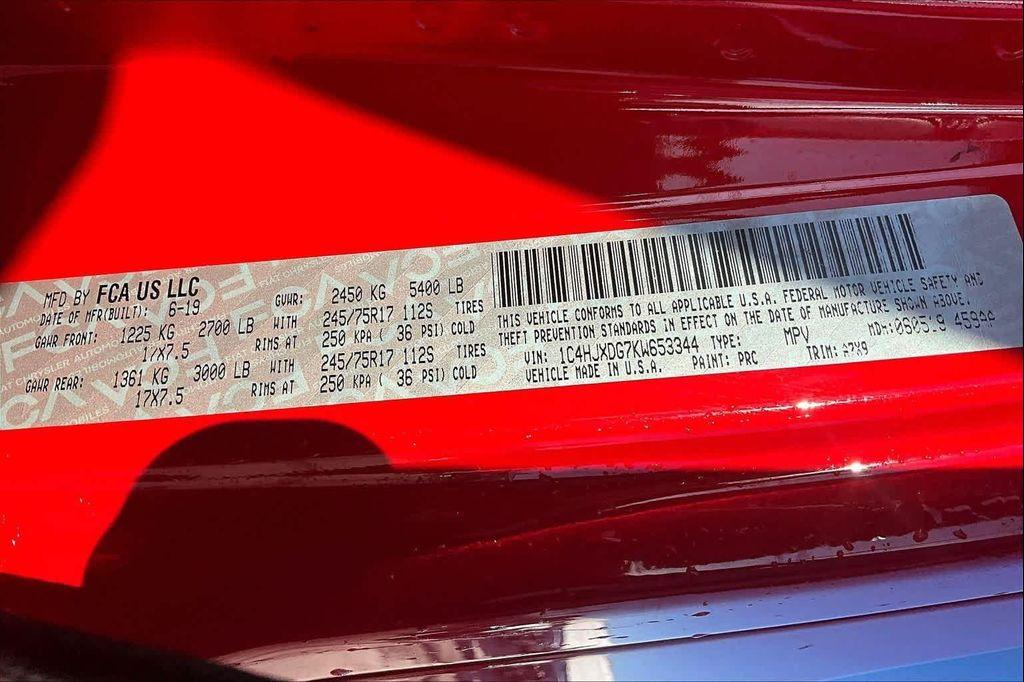 MFD BY FCA US LLC
DATE OF MFR(BUILT): 6-19 GVWR: 2450 KG 5400 LB
GAWR FRONT: 1225 KG 2700 LB WITH 245/75R17 112S TIRES
17X7.5 RIMS AT 250 KPA ( 36 PSI) COLD
GAWR REAR: 1361 KG 3000 LB WITH 245/75R17 112S TIRES
17X7.5 RIMS AT 250 KPA ( 36 PSI) COLD
THIS VEHICLE CONFORMS TO ALL APPLICABLE U.S.A. FEDERAL MOTOR VEHICLE SAFETY AND
THEFT PREVENTION STANDARDS IN EFFECT ON THE DATE OF MANUFACTURE SHOWN ABOVE.
VIN: 1C4HJXDG7KW653344 TYPE: MPV MDH: 060519
VEHICLE MADE IN U.S.A. PAINT: PRC TRIM: A7X9